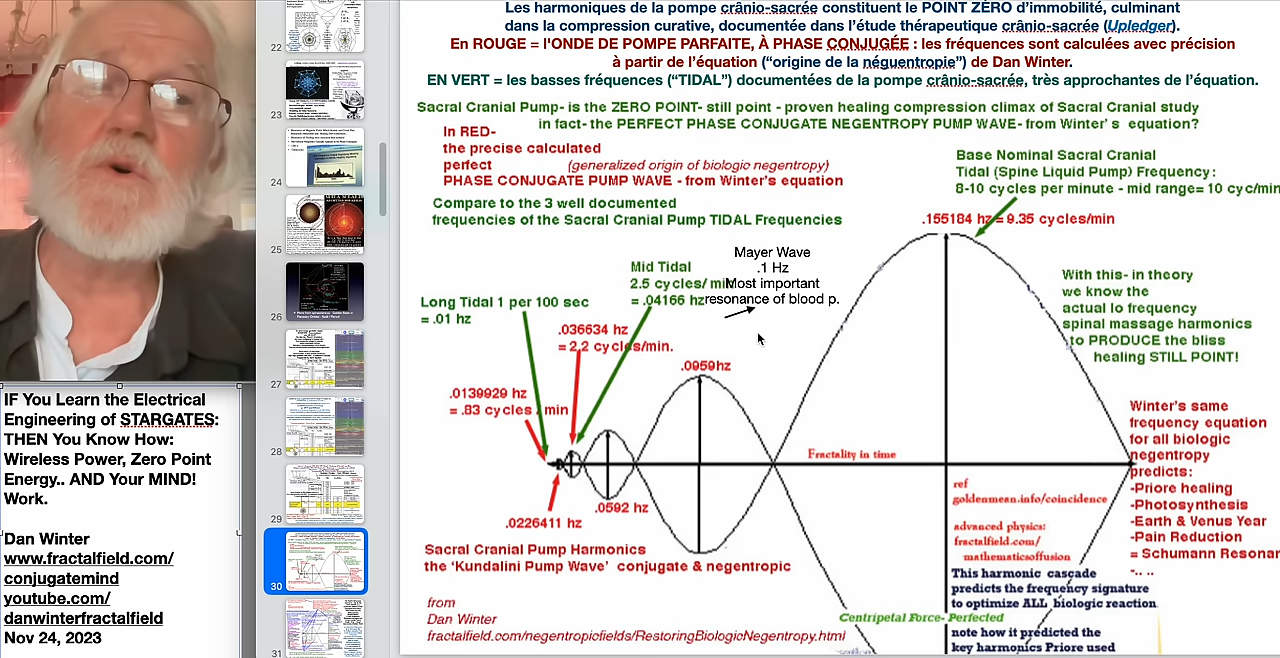 Les harmoniques de la pompe crânio-sacrée constituent le POINT ZÉRO d'immobilité, culminant
dans la compression curative, documentée dans l'étude thérapeutique crânio-sacrée (Upledger).
En ROUGE = l'ONDE DE POMPE PARFAITE, À PHASE CONJUGÉE : les fréquences sont calculées avec précision
à partir de l'équation (“origine de la néguentropie”) de Dan Winter.
EN VERT = les basses fréquences (“TIDAL”) documentées de la pompe crânio-sacrée, très approchantes de l'équation.
Sacral Cranial Pump- is the ZERO POINT- still point - proven healing compression climax of Sacral Cranial study
in fact- the PERFECT PHASE CONJUGATE NEGENTROPY PUMP WAVE- from Winter's equation?
In RED-
the precise calculated
perfect (generalized origin of biologic negentropy)
PHASE CONJUGATE PUMP WAVE - from Winter's equation
Compare to the 3 well documented
frequencies of the Sacral Cranial Pump TIDAL Frequencies
Base Nominal Sacral Cranial
Tidal (Spine Liquid Pump) Frequency:
8-10 cycles per minute - mid range= 10 cyc/min
.155184 hz = 9.35 cycles/min
Mayer Wave
.1 Hz
Most important
resonance of blood p.
Mid Tidal
2.5 cycles/ min
= .04166 hz
Long Tidal 1 per 100 sec
= .01 hz
.036634 hz
= 2.2 cycles/min.
.0139929 hz
= .83 cycles / min
.0959hz
With this- in theory
we know the
actual lo frequency
spinal massage harmonics
to PRODUCE the bliss
healing STILL POINT!
Winter's same
frequency equation
for all biologic
negentropy
predicts:
-Priore healing
-Photosynthesis
-Earth & Venus Year
-Pain Reduction
= Schumann Resonan
Fractality in time
.0592 hz
.0226411 hz
ref
goldenmean.info/coincidence
advanced physics:
fractalfield.com/
mathematicsoffusion
Sacral Cranial Pump Harmonics
the 'Kundalini Pump Wave' conjugate & negentropic
This harmonic cascade
predicts the frequency signature
to optimize ALL biologic reaction
Centripetal Force- Perfected
note how it predicted the
key harmonics Priore used
from
Dan Winter
fractalfield.com/negentropicfields/RestoringBiologicNegentropy.html
IF You Learn the Electrical
Engineering of STARGATES:
THEN You Know How:
Wireless Power, Zero Point
Energy.. AND Your MIND!
Work.
Dan Winter
www.fractalfield.com/
conjugatemind
youtube.com/
danwinterfractalfield
Nov 24, 2023
22
23
24
25
26
27
28
29
30
31